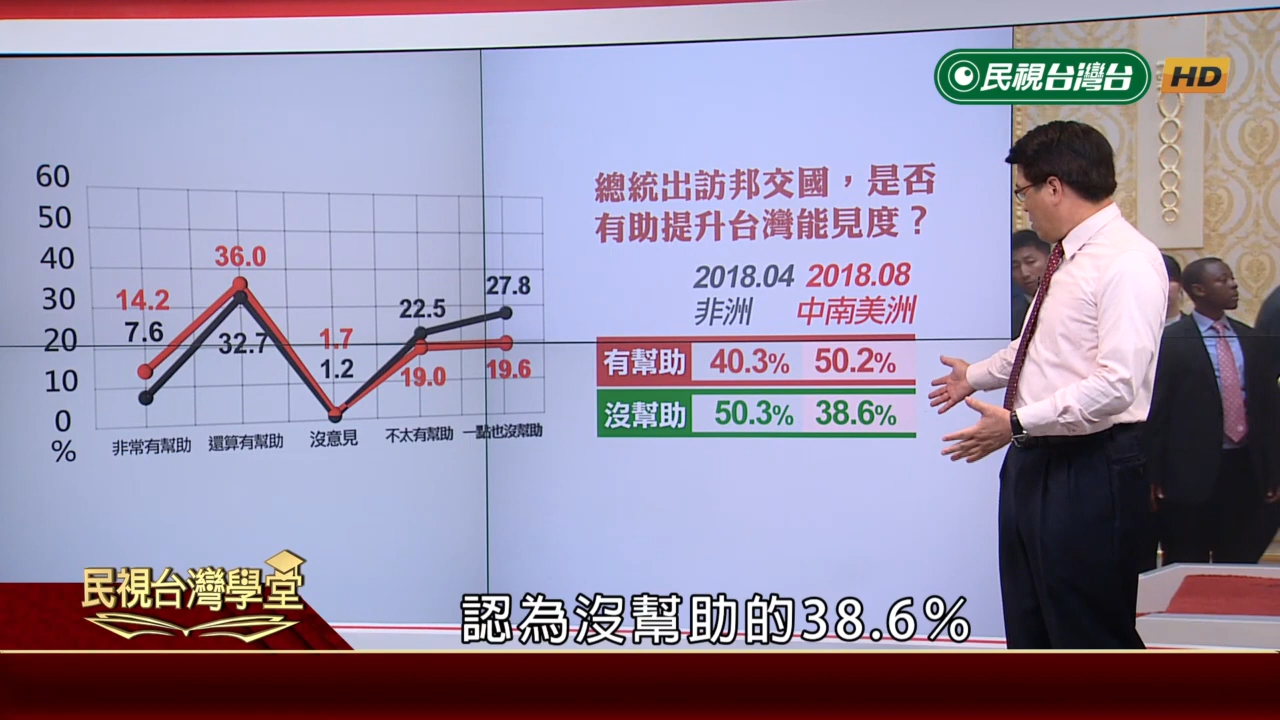 民視台灣台 HD
總統出訪邦交國，是否
有助提升台灣能見度？
2018.04 2018.08
非洲 中南美洲
有幫助 40.3% 50.2%
沒幫助 50.3% 38.6%
60
50
40
30
20
10
0
%
14.2
7.6
36.0
32.7
1.7
1.2
22.5
19.0
27.8
19.6
非常有幫助 還算有幫助 沒意見 不太有幫助 一點也沒幫助
民視台灣學堂
認為沒幫助的38.6%